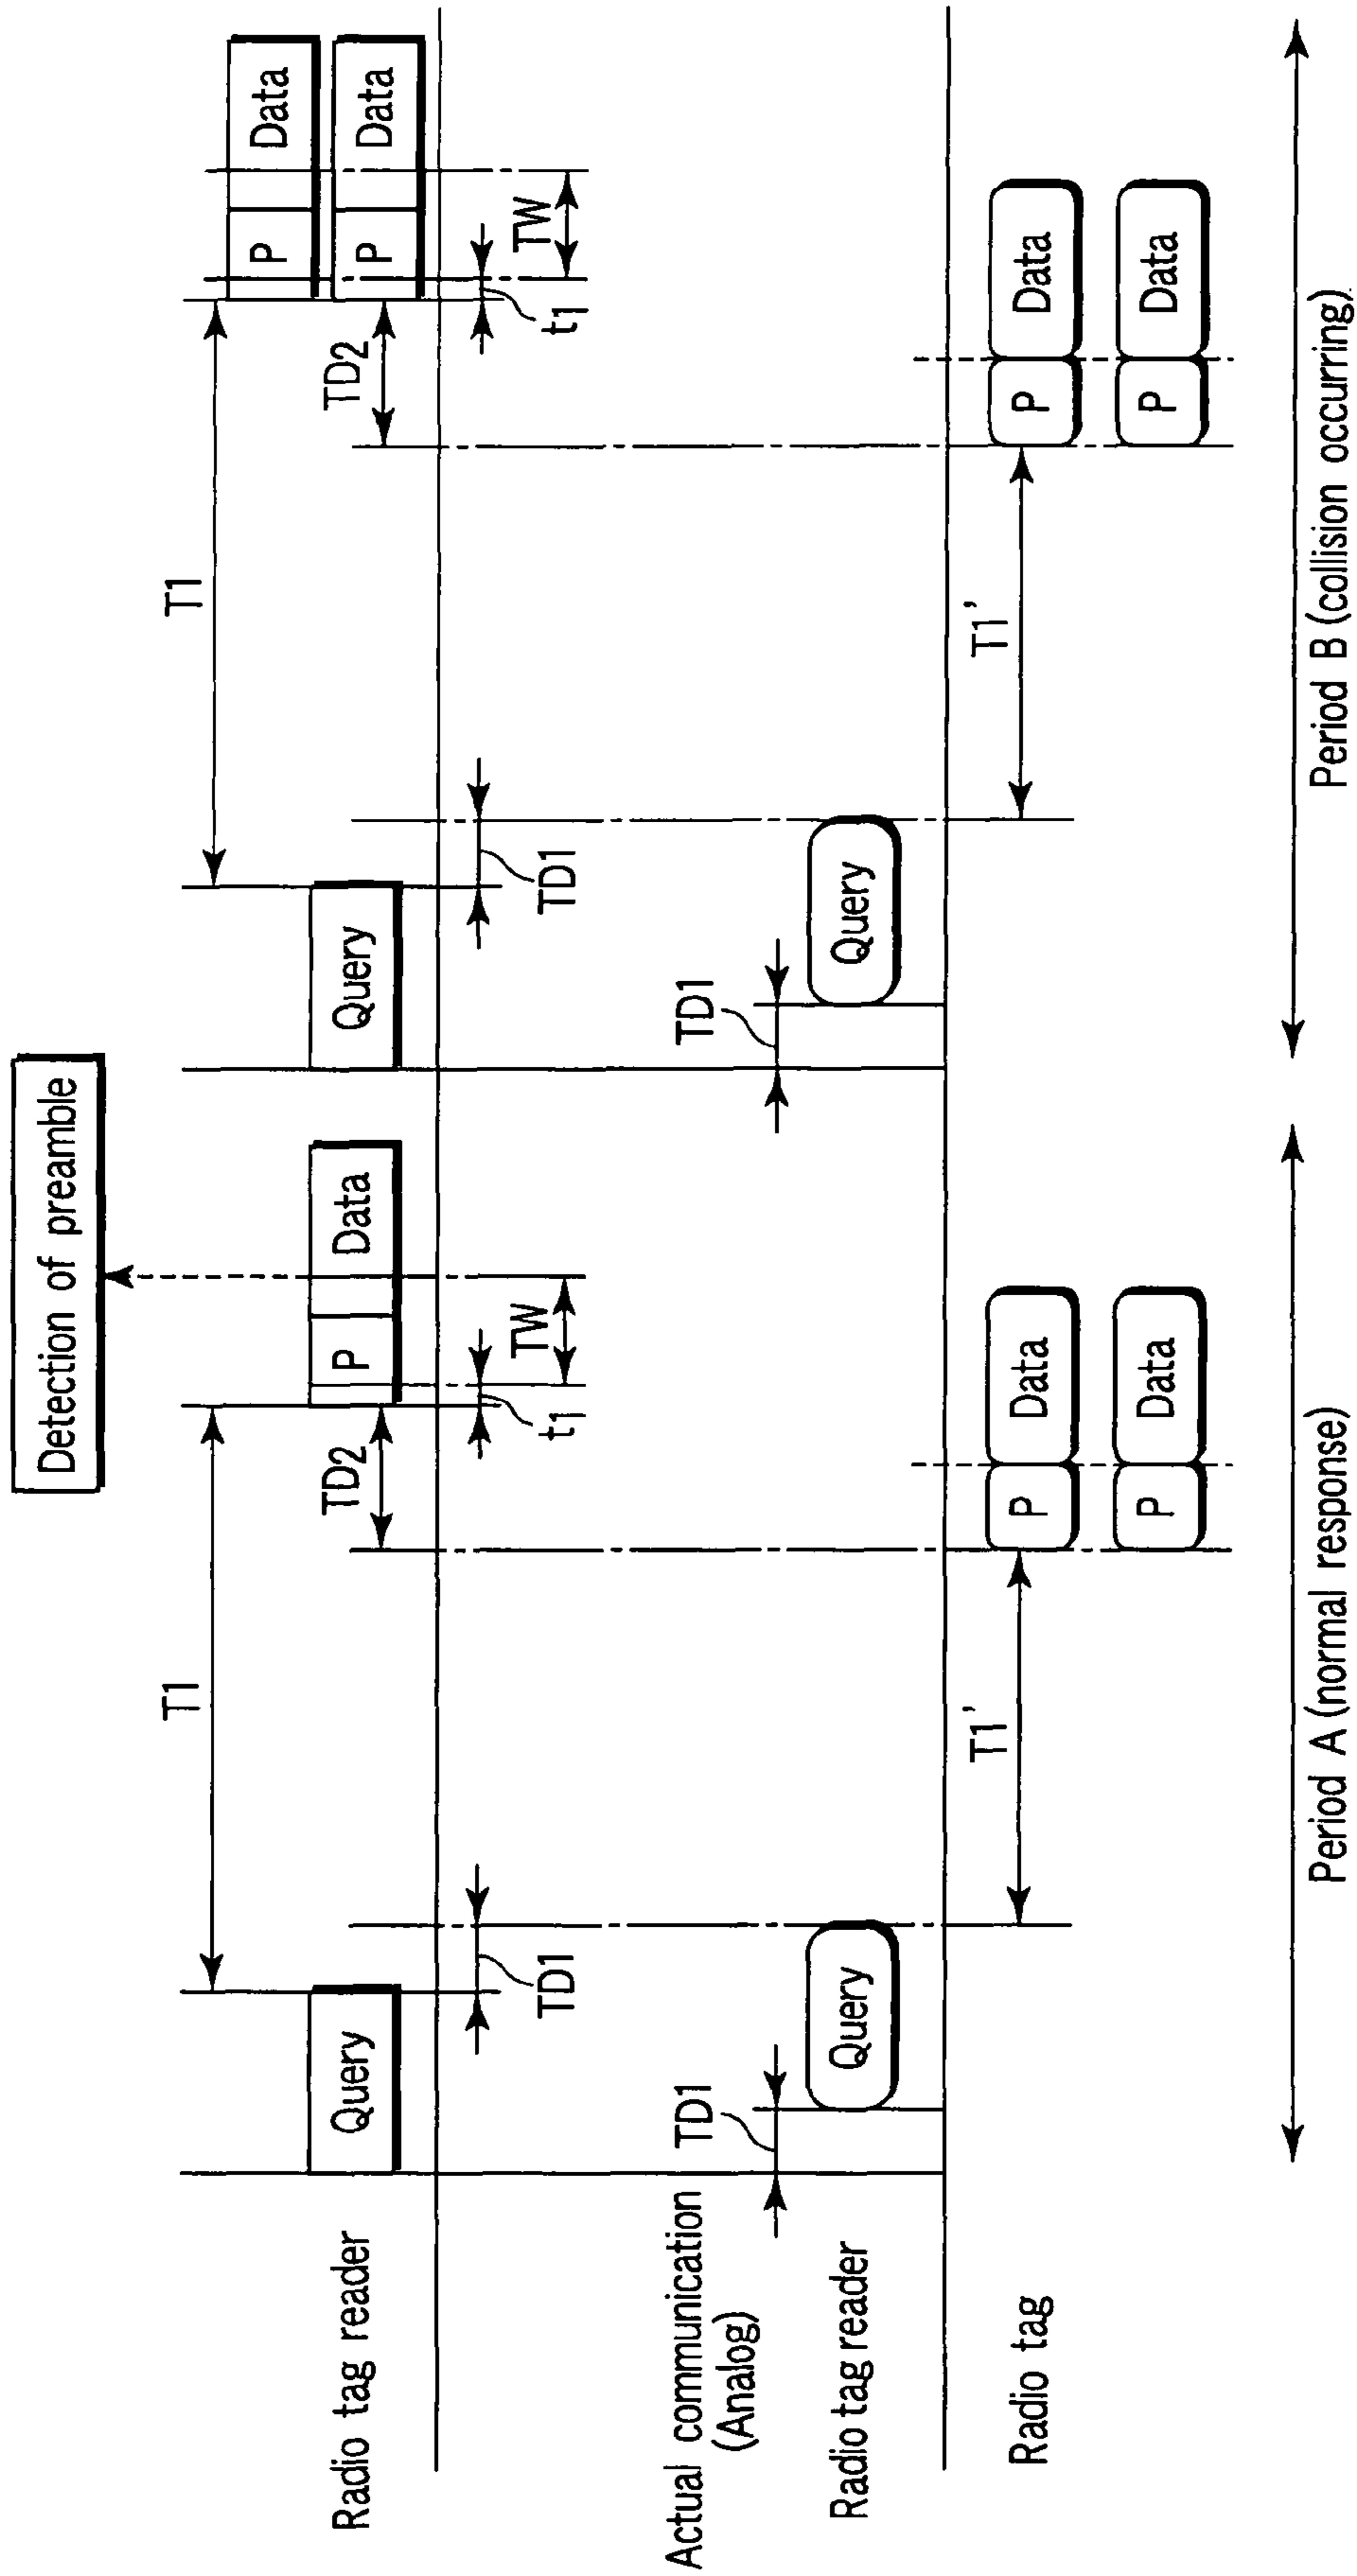 Detection of preamble
T1
T1
Data
P
Data
Radio tag reader
Query
P
Data
Query
P
Data
TD2
TD2
TD1
t1
TW
TD1
t1
TW
Actual communication
(Analog)
TD1
TD1
Radio tag reader
Query
Query
T1'
T1'
Radio tag
P
Data
P
Data
P
Data
P
Data
Period A (normal response)
Period B (collision occurring)